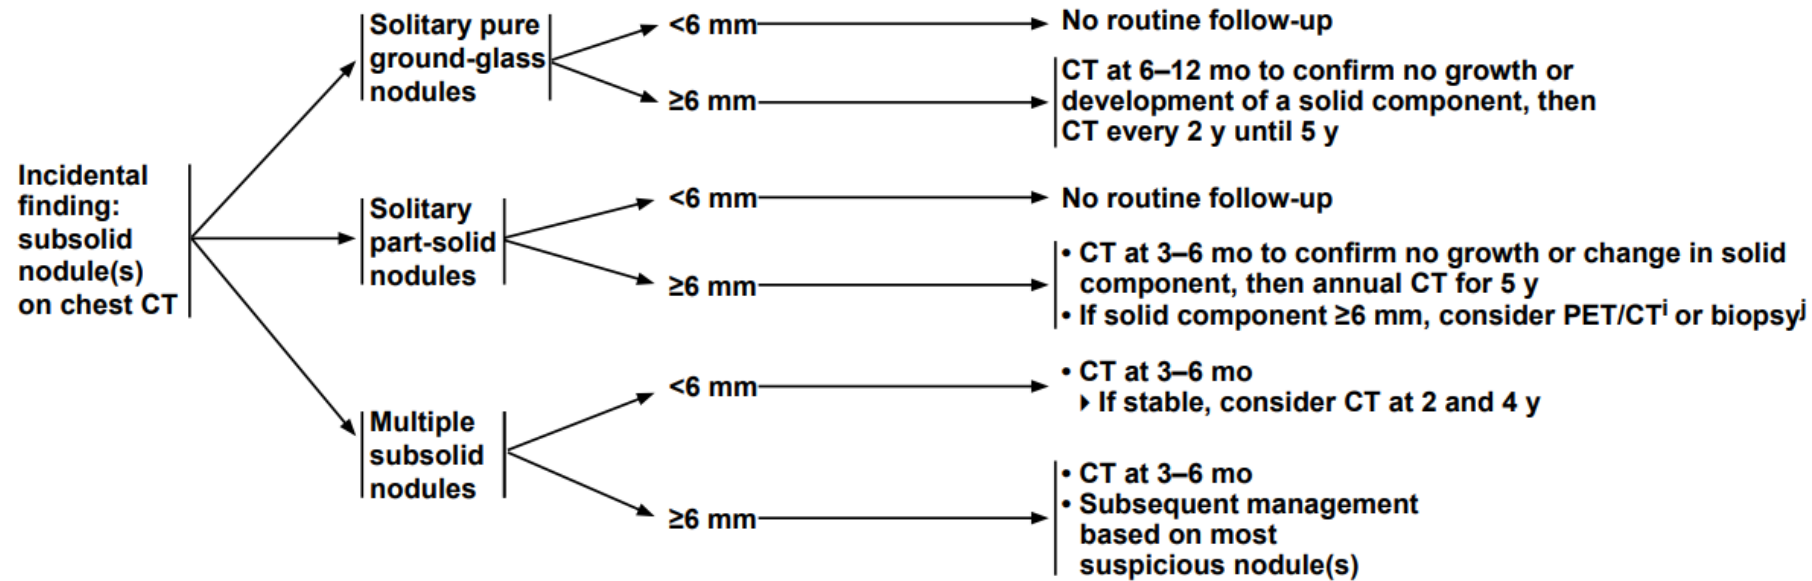 Incidental
finding:
subsolid
nodule(s)
on chest CT
Solitary pure
ground-glass
nodules
<6 mm
No routine follow-up
≥6 mm
CT at 6–12 mo to confirm no growth or
development of a solid component, then
CT every 2 y until 5 y
Solitary
part-solid
nodules
<6 mm
No routine follow-up
≥6 mm
• CT at 3–6 mo to confirm no growth or change in solid
component, then annual CT for 5 y
• If solid component ≥6 mm, consider PET/CTⁱ or biopsyʲ
Multiple
subsolid
nodules
<6 mm
• CT at 3–6 mo
‣ If stable, consider CT at 2 and 4 y
≥6 mm
• CT at 3–6 mo
• Subsequent management
based on most
suspicious nodule(s)